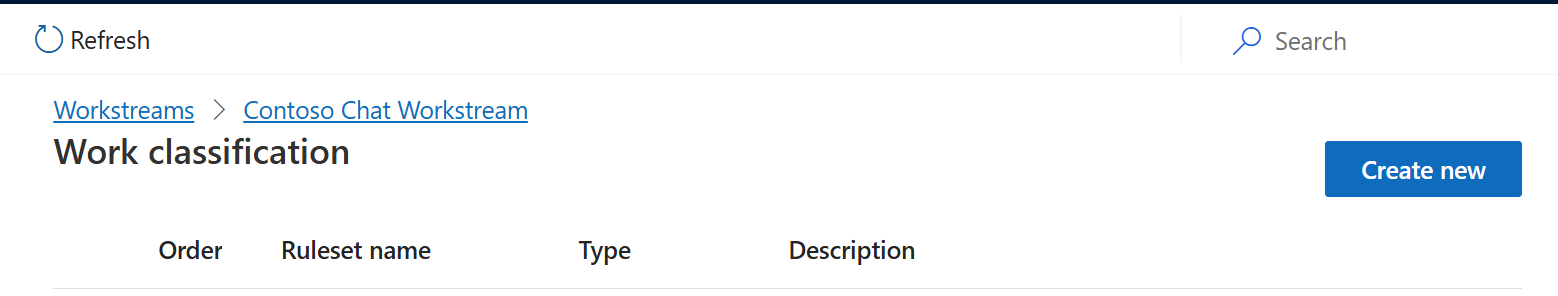 Refresh
Search
Workstreams > Contoso Chat Workstream
Work classification
Create new
Order Ruleset name Type Description